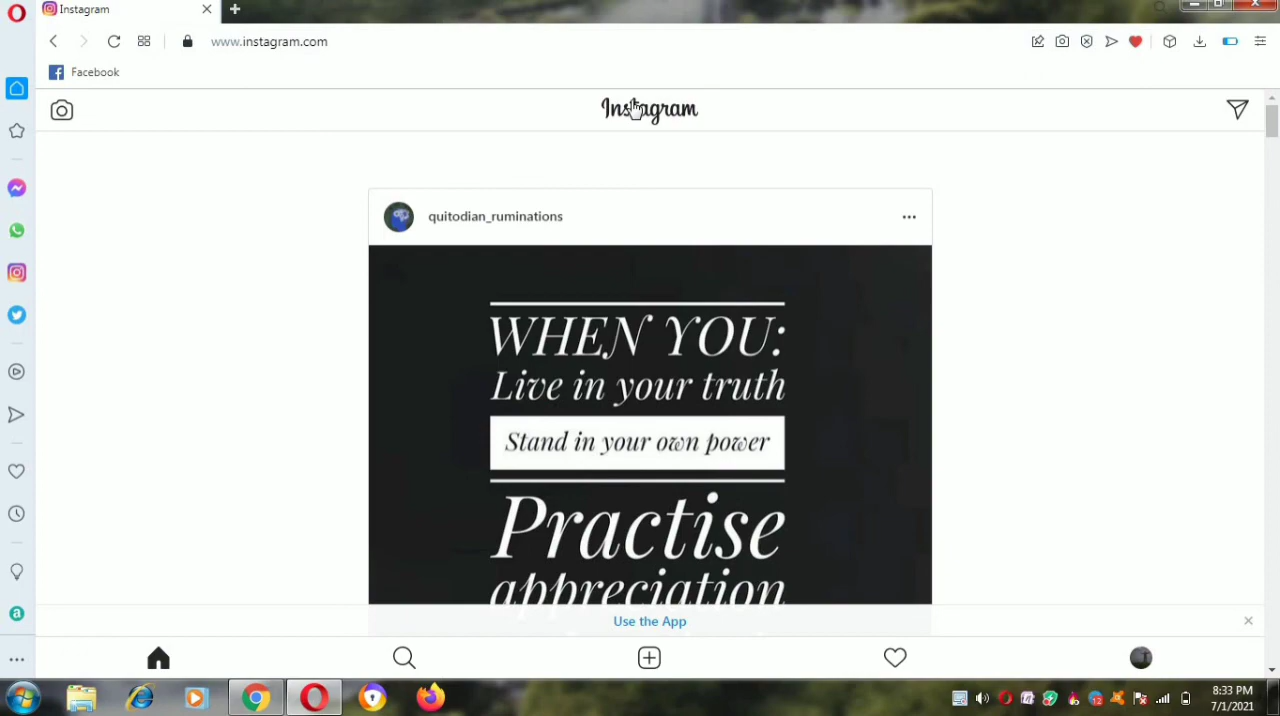 Instagram
www.instagram.com
Facebook
Instagram
quitodian_ruminations
WHEN YOU:
Live in your truth
Stand in your own power
Practise
appreciation
Use the App
8:33 PM
7/1/2021